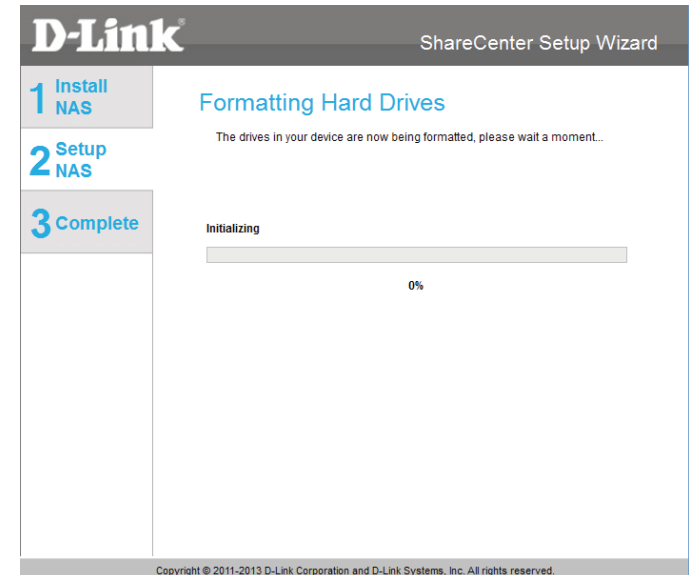 D-Link®
ShareCenter Setup Wizard
1 Install
NAS
2 Setup
NAS
3 Complete
Formatting Hard Drives
The drives in your device are now being formatted, please wait a moment...
Initializing
0%
Copyright © 2011-2013 D-Link Corporation and D-Link Systems, Inc. All rights reserved.